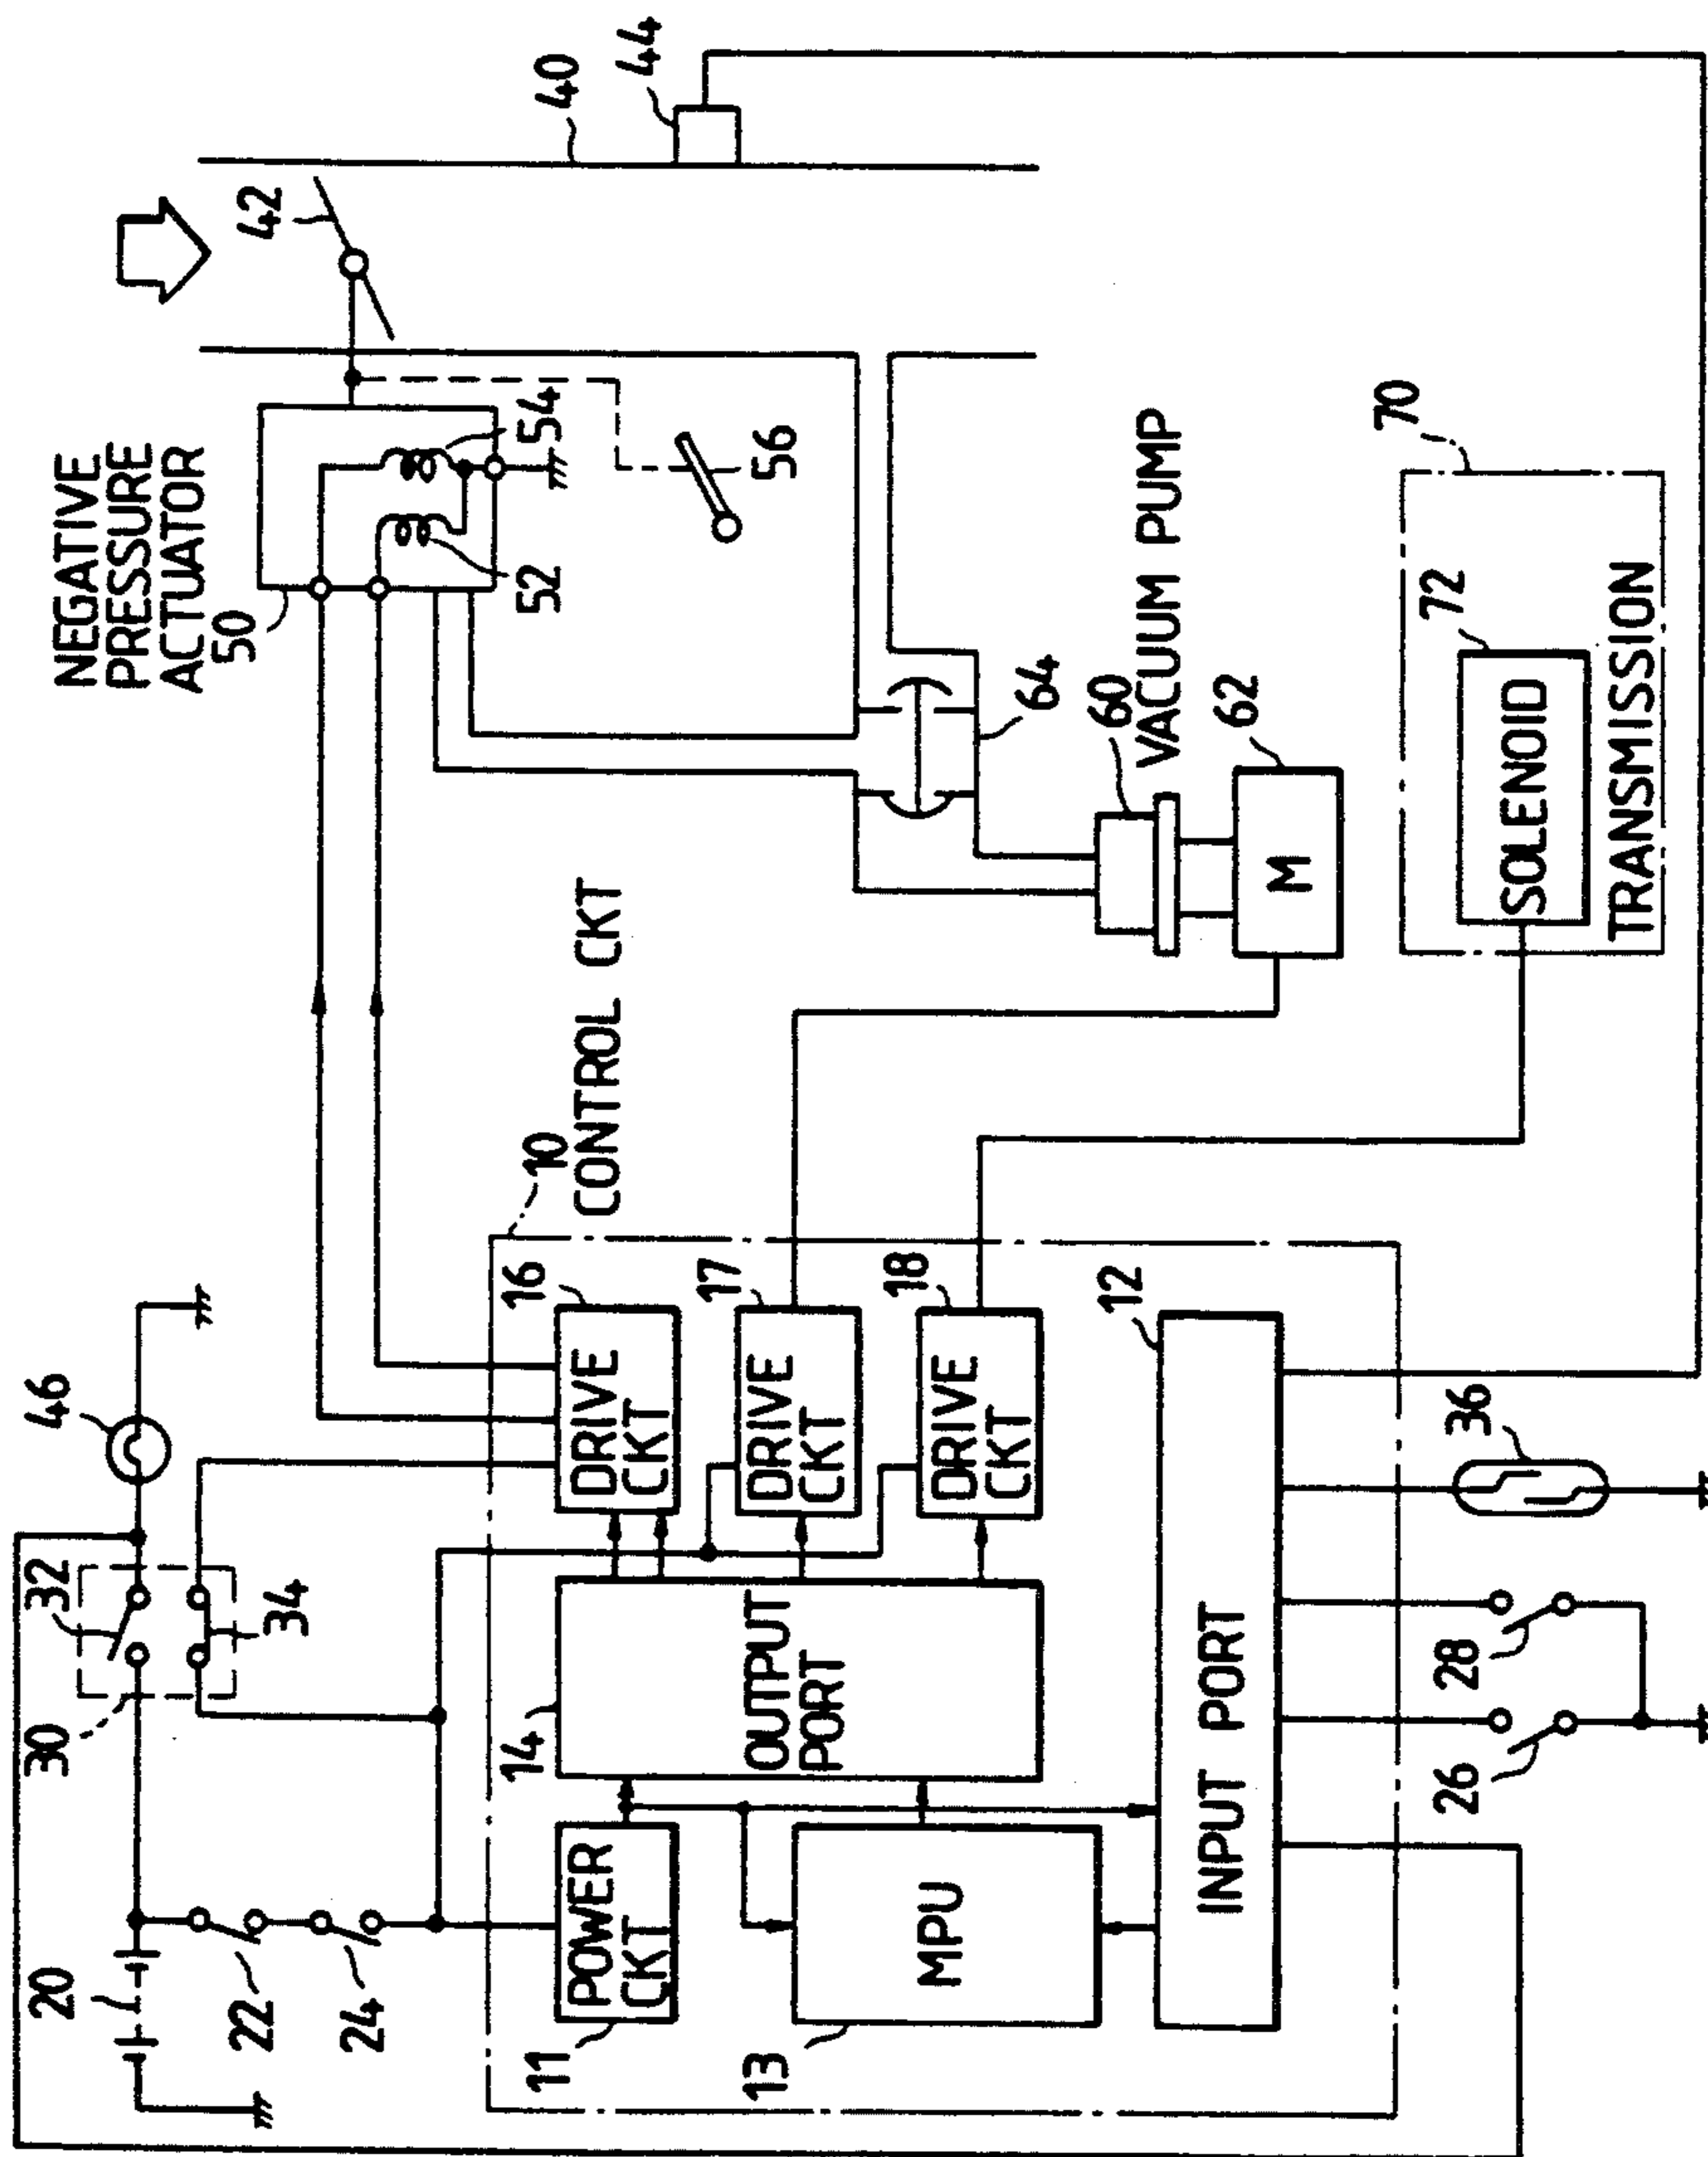 20
22
24
30
32
34
46
10
CONTROL CKT
11
POWER
CKT
13
MPU
14
OUTPUT
PORT
16
DRIVE
CKT
17
DRIVE
CKT
18
DRIVE
CKT
12
INPUT PORT
26
28
36
NEGATIVE
PRESSURE
ACTUATOR
50
52
54
56
42
40
44
64
60
VACUUM PUMP
62
M
70
72
SOLENOID
TRANSMISSION